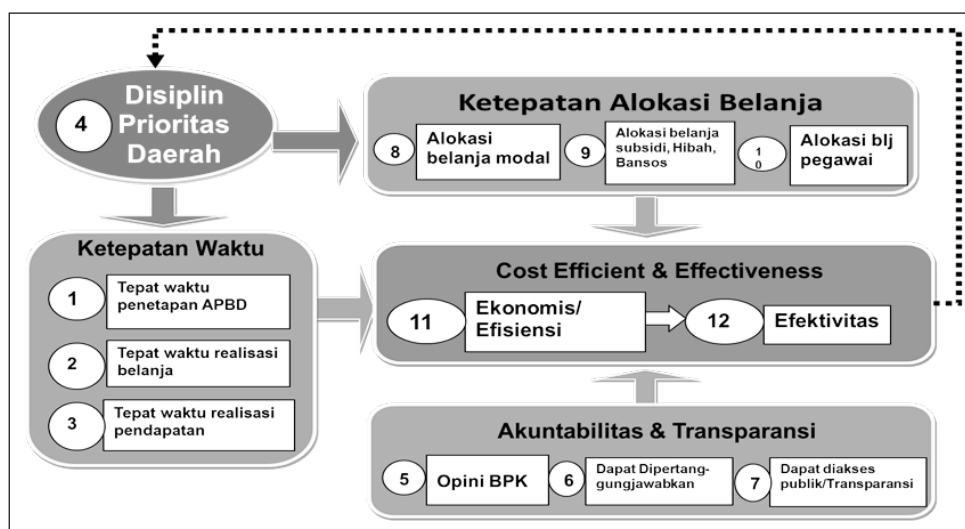 4
Disiplin
Prioritas
Daerah
Ketepatan Alokasi Belanja
8
Alokasi
belanja modal
9
Alokasi belanja
subsidi, Hibah,
Bansos
1
0
Alokasi blj
pegawai
Ketepatan Waktu
1
Tepat waktu
penetapan APBD
2
Tepat waktu realisasi
belanja
3
Tepat waktu realisasi
pendapatan
Cost Efficient & Effectiveness
11
Ekonomis/
Efisiensi
12
Efektivitas
Akuntabilitas & Transparansi
5
Opini BPK
6
Dapat Dipertang-
gungjawabkan
7
Dapat diakses
publik/Transparansi